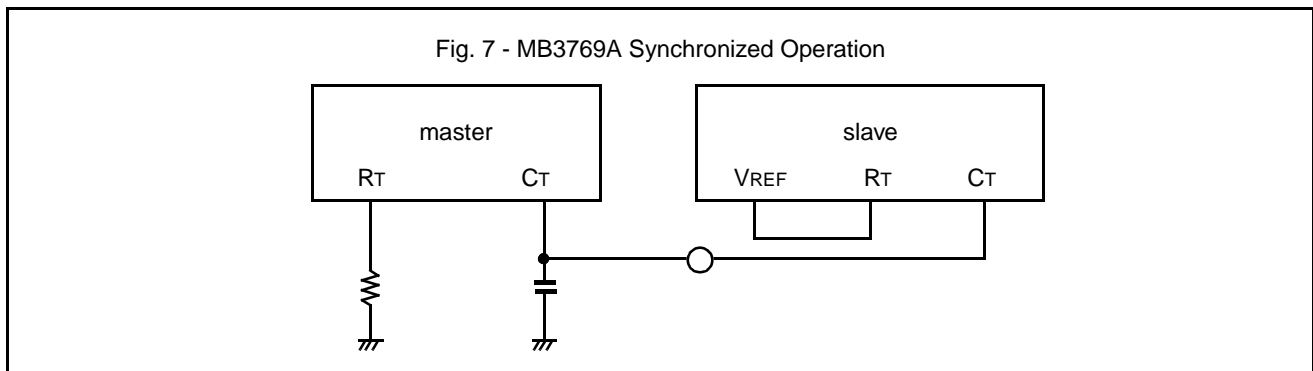 Fig. 7 - MB3769A Synchronized Operation
master
slave
RT
CT
VREF
RT
CT